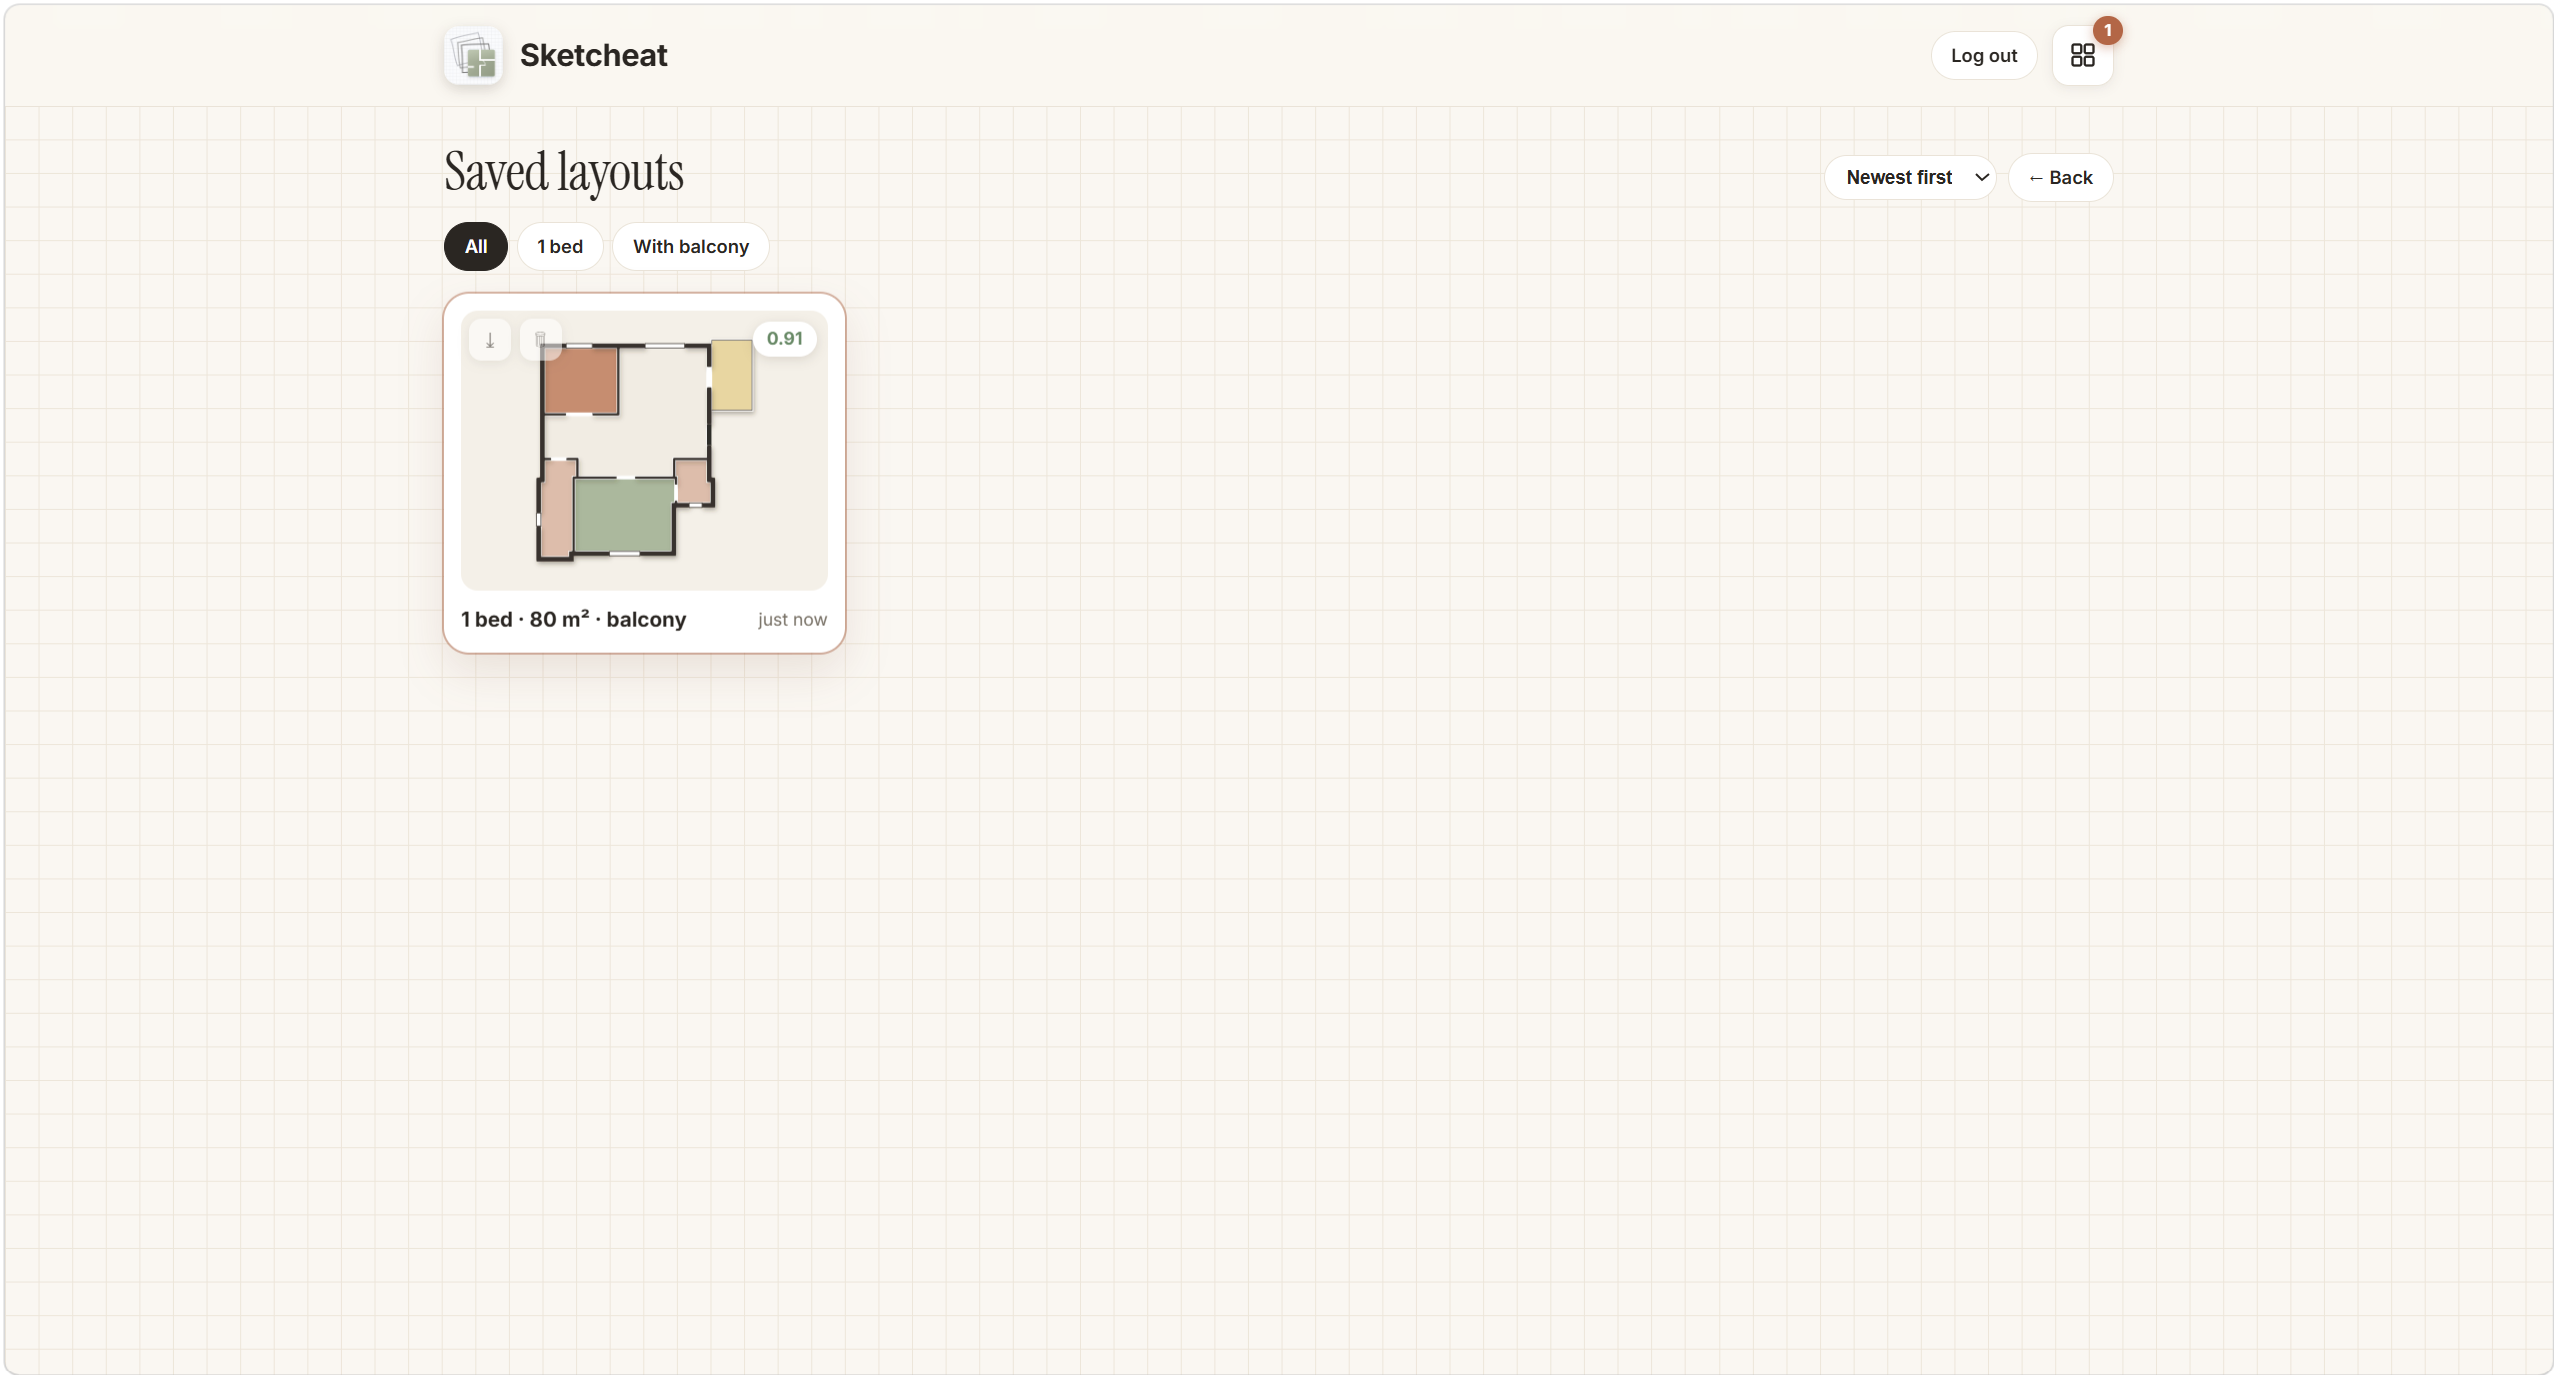 Sketcheat
Log out
1
Saved layouts
Newest first
← Back
All
1 bed
With balcony
0.91
1 bed · 80 m² · balcony
just now